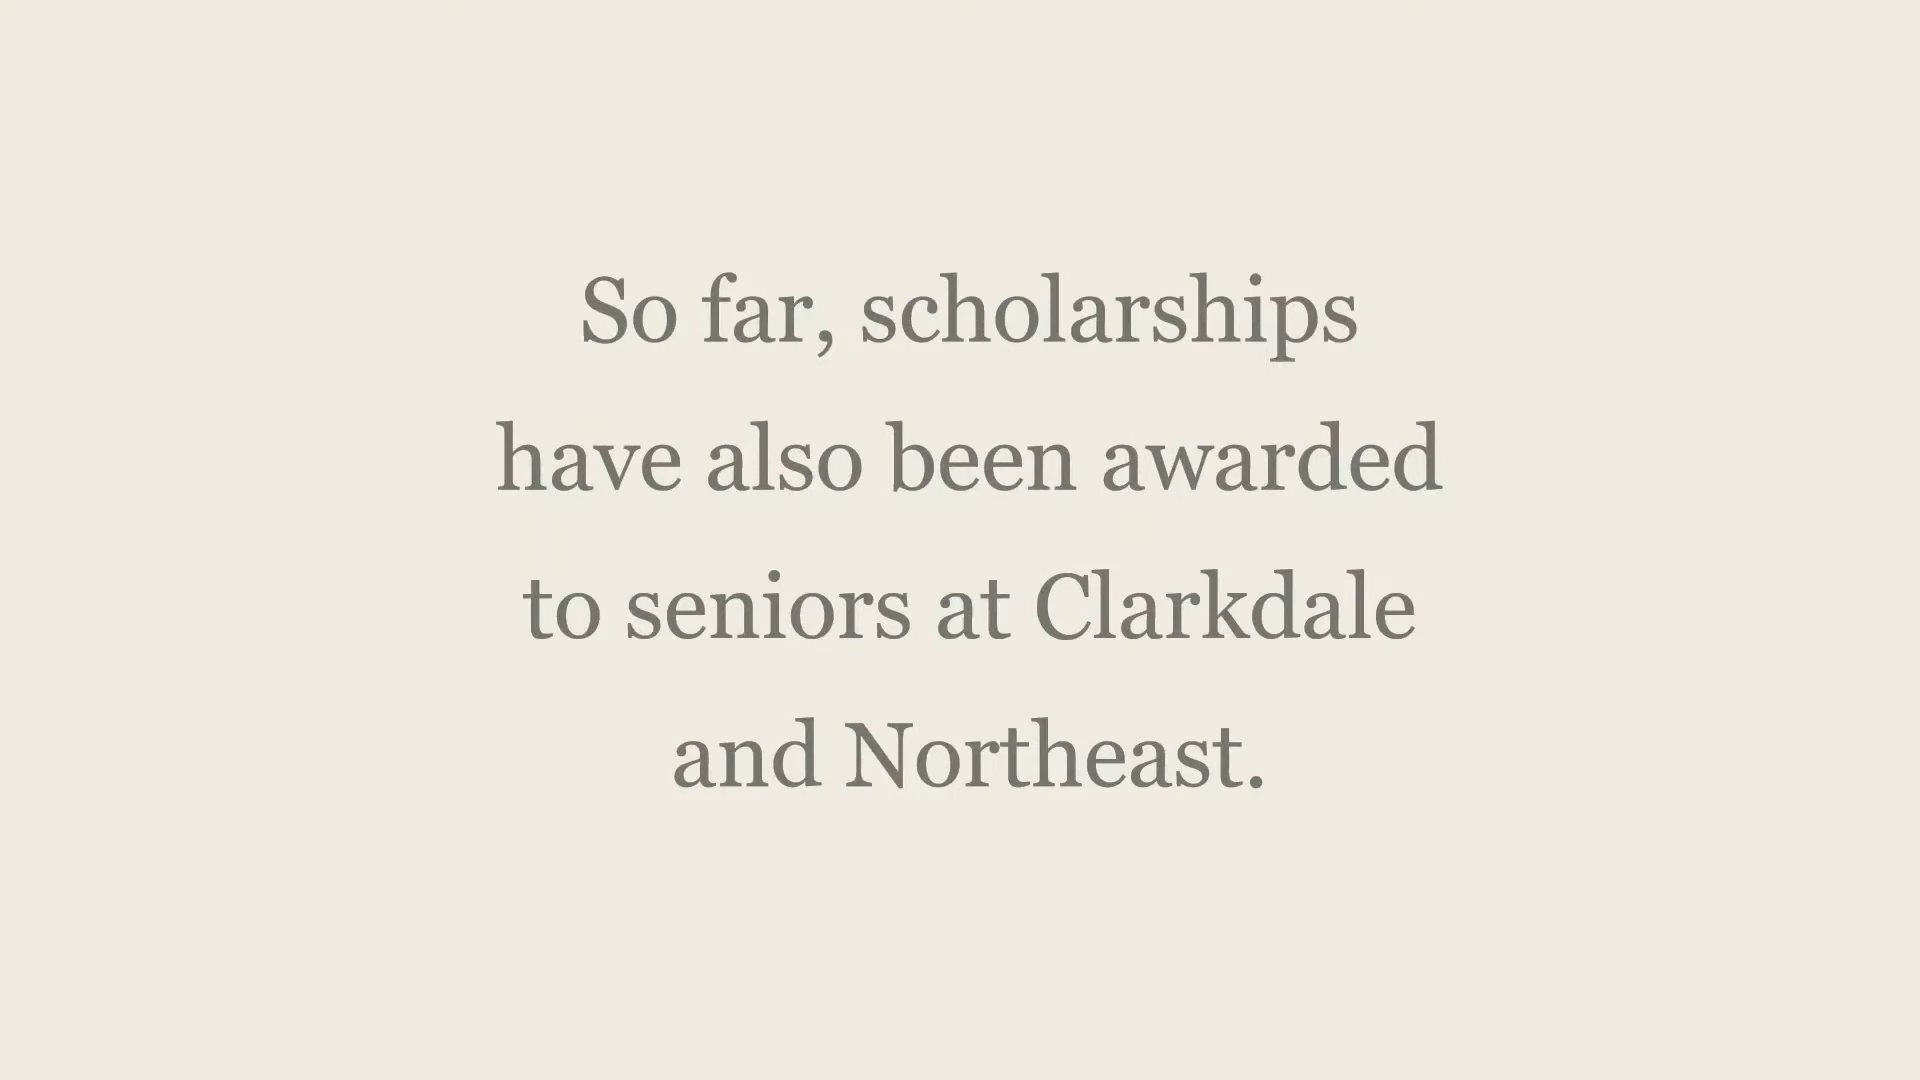 So far, scholarships
have also been awarded
to seniors at Clarkdale
and Northeast.